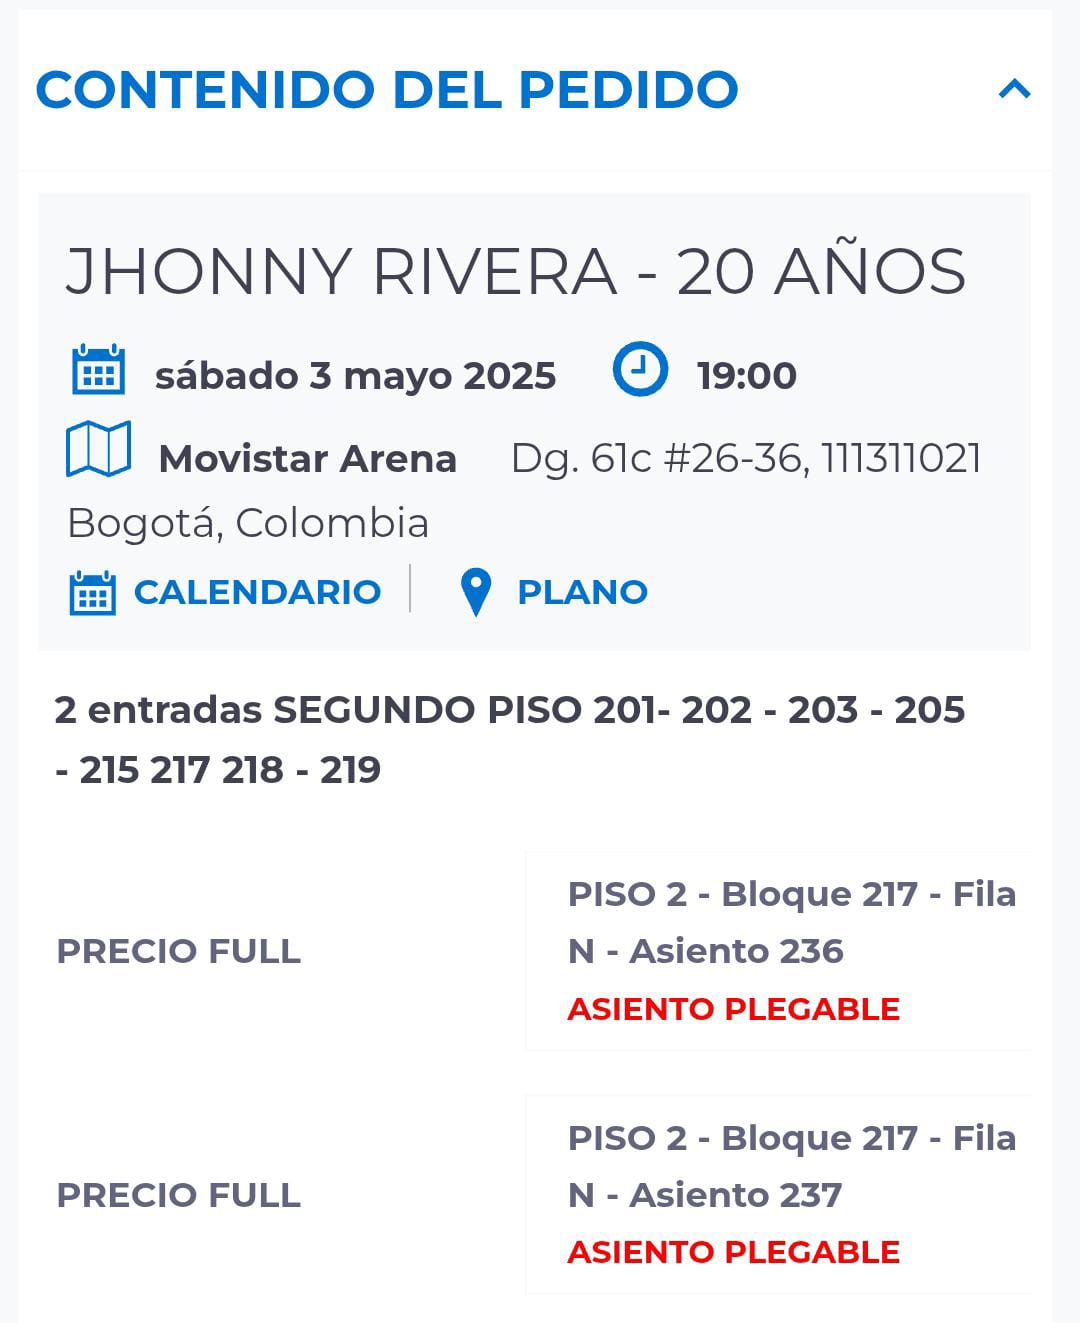 CONTENIDO DEL PEDIDO
JHONNY RIVERA - 20 AÑOS
sábado 3 mayo 2025 19:00
Movistar Arena Dg. 61c #26-36, 111311021
Bogotá, Colombia
CALENDARIO PLANO
2 entradas SEGUNDO PISO 201- 202 - 203 - 205
- 215 217 218 - 219
PRECIO FULL
PISO 2 - Bloque 217 - Fila
N - Asiento 236
ASIENTO PLEGABLE
PRECIO FULL
PISO 2 - Bloque 217 - Fila
N - Asiento 237
ASIENTO PLEGABLE